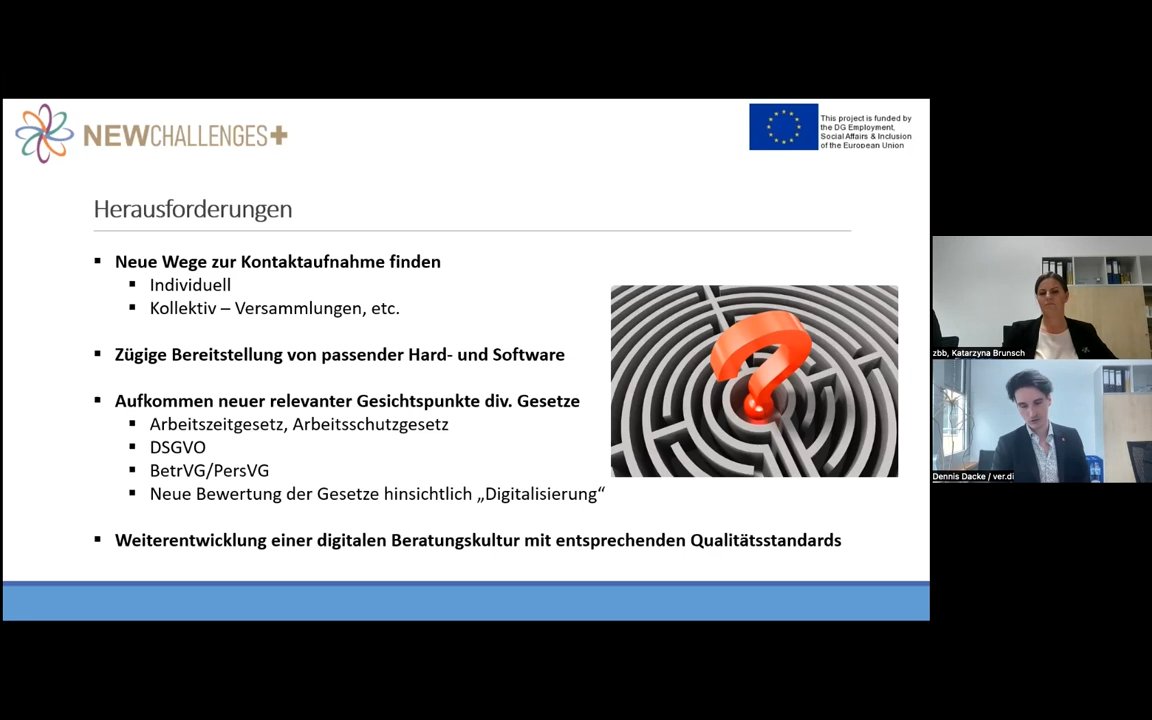 NEWCHALLENGES+
This project is funded by
the DG Employment,
Social Affairs & Inclusion
of the European Union
Herausforderungen
▪ Neue Wege zur Kontaktaufnahme finden
▪ Individuell
▪ Kollektiv – Versammlungen, etc.
▪ Zügige Bereitstellung von passender Hard- und Software
▪ Aufkommen neuer relevanter Gesichtspunkte div. Gesetze
▪ Arbeitszeitgesetz, Arbeitsschutzgesetz
▪ DSGVO
▪ BetrVG/PersVG
▪ Neue Bewertung der Gesetze hinsichtlich „Digitalisierung“
▪ Weiterentwicklung einer digitalen Beratungskultur mit entsprechenden Qualitätsstandards
zbb, Katarzyna Brunsch
Dennis Dacke / ver.di